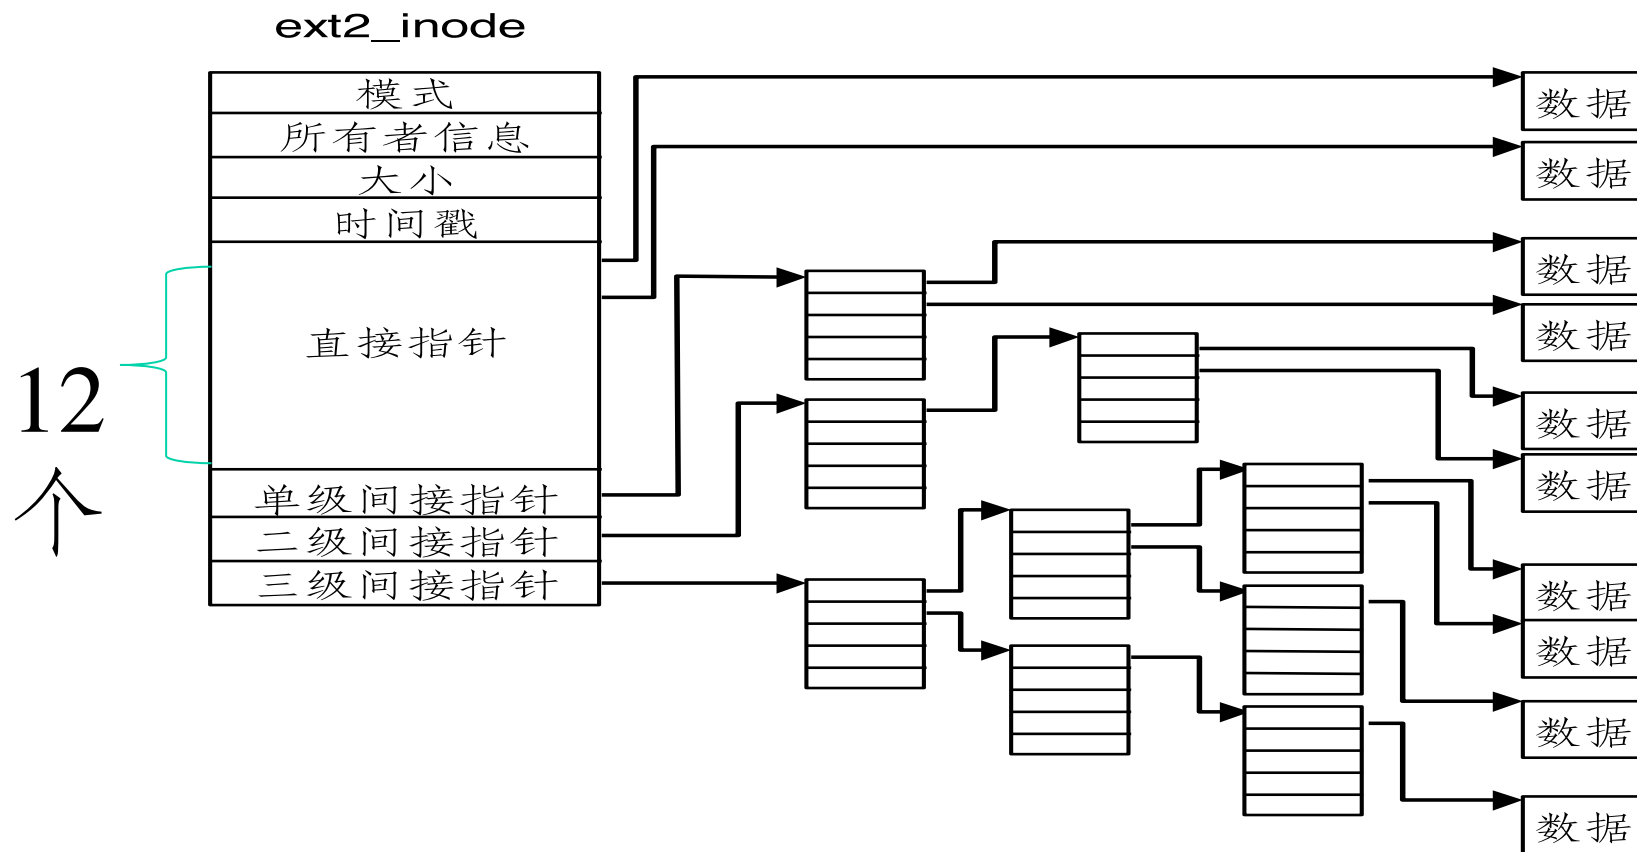 ext2_inode
模式
所有者信息
大小
时间戳
直接指针
12
个
单级间接指针
二级间接指针
三级间接指针
数据
数据
数据
数据
数据
数据
数据
数据
数据
数据